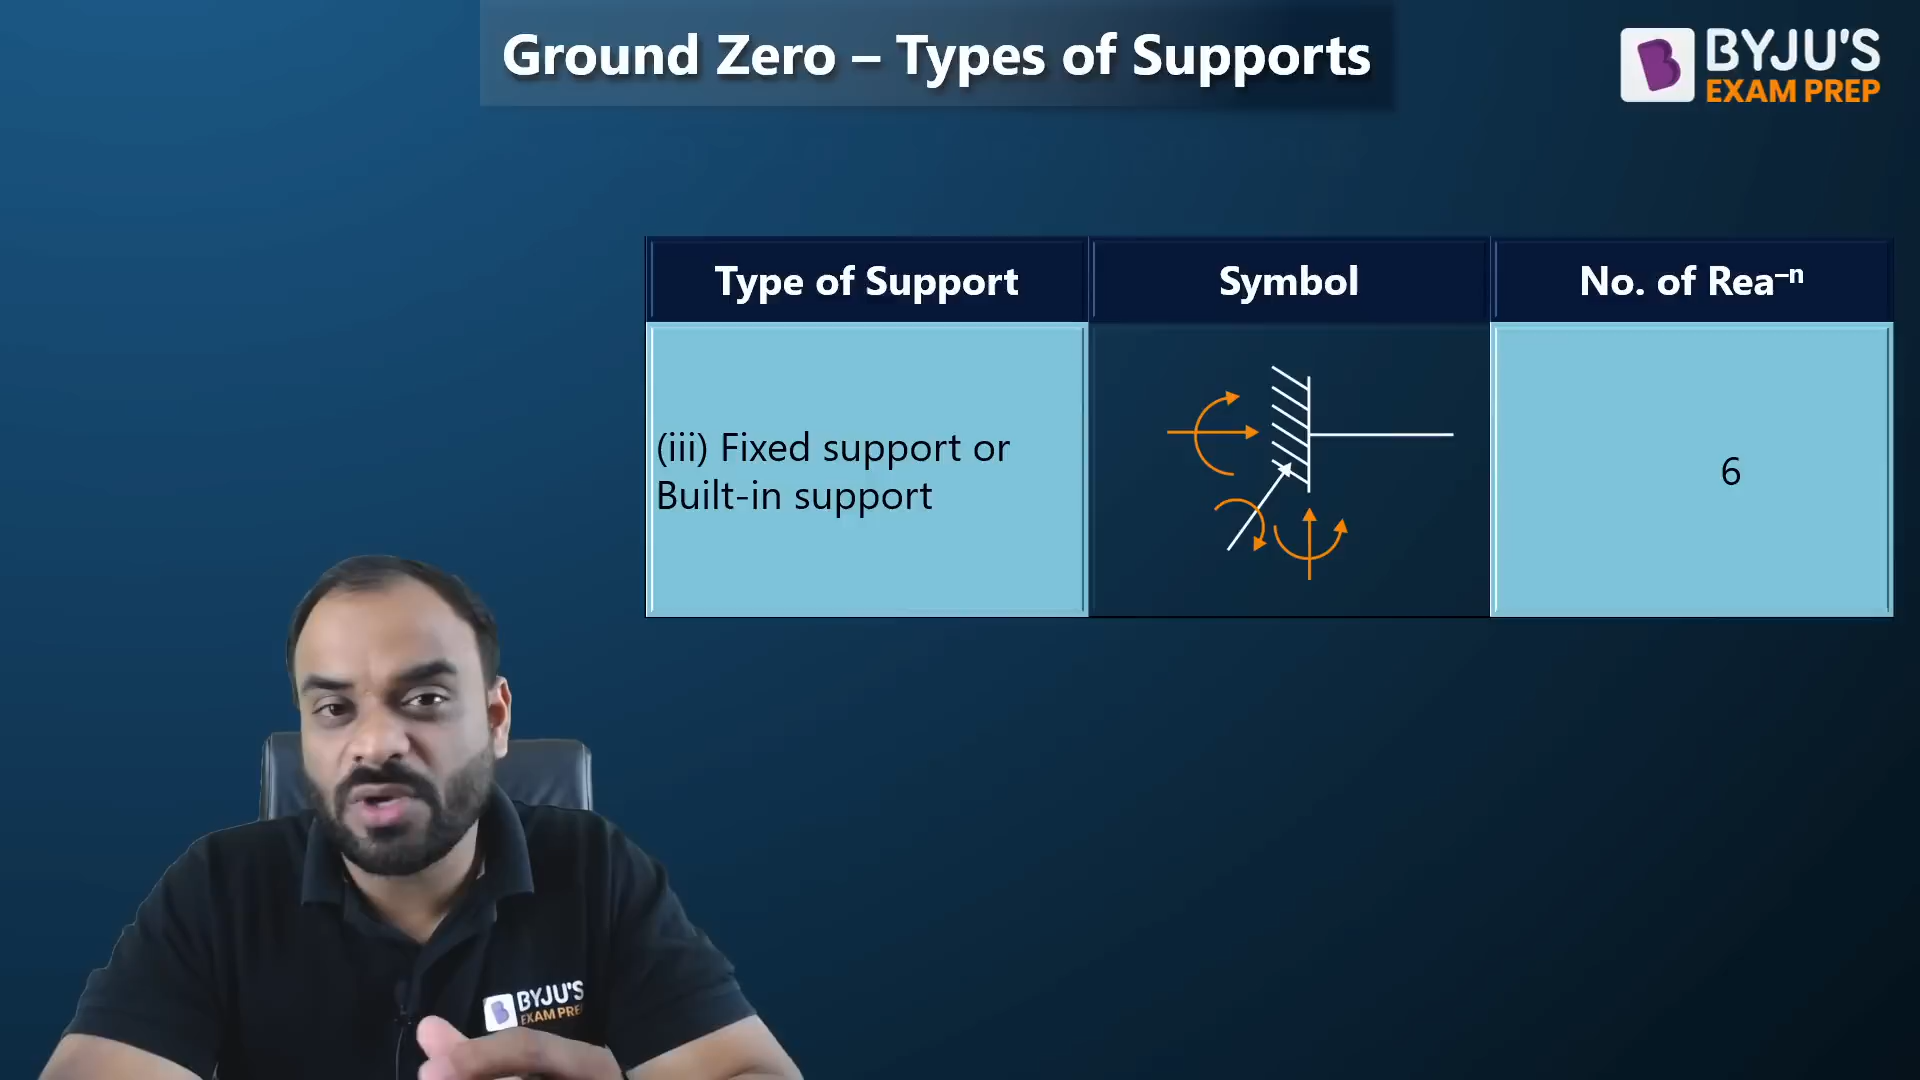 Ground Zero – Types of Supports
BYJU'S
EXAM PREP
Type of Support
Symbol
No. of Rea⁻ⁿ
(iii) Fixed support or
Built-in support
6
BYJU'S
EXAM PREP